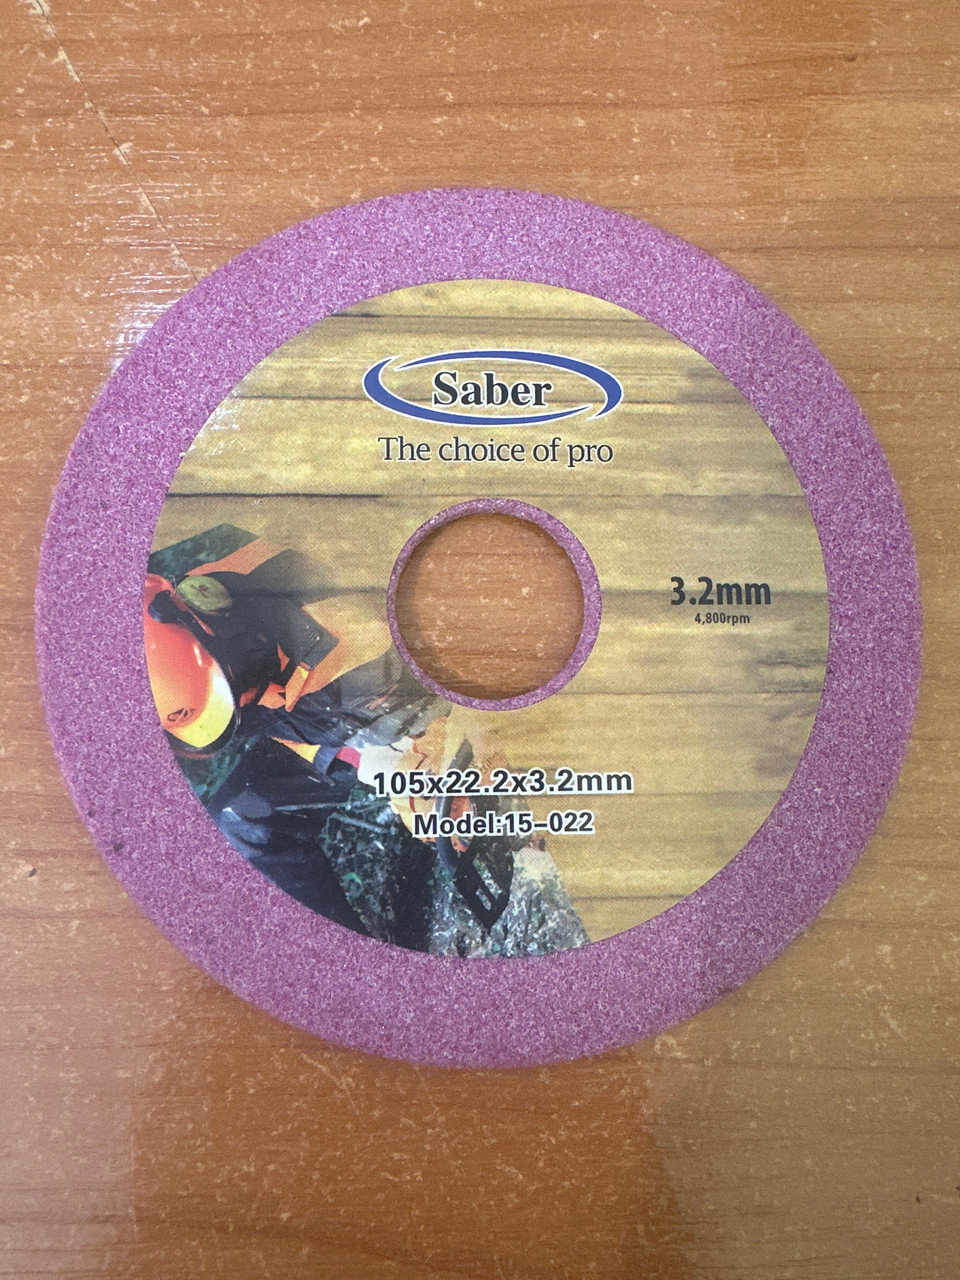 Saber
The choice of pro
3.2mm
4,800rpm
105x22.2x3.2mm
Model:15-022